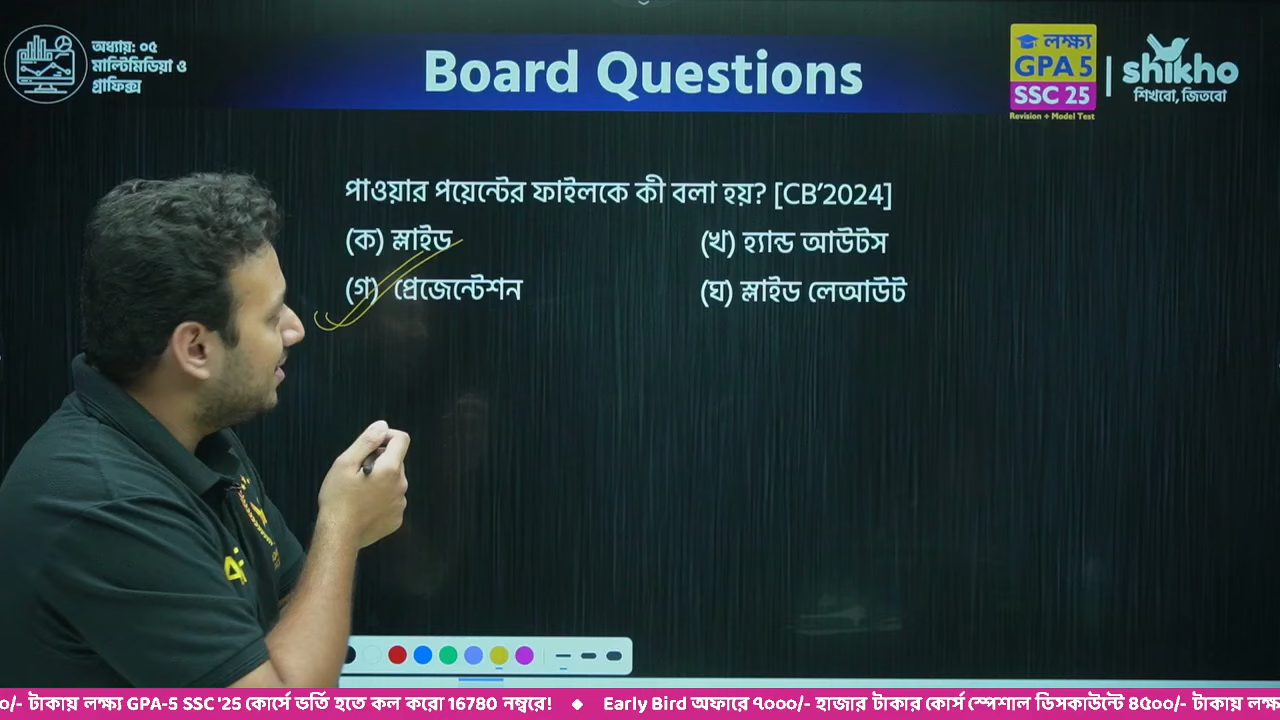 অধ্যায়: ০৫
মাল্টিমিডিয়া ও
গ্রাফিক্স
Board Questions
লক্ষ্য
GPA 5
SSC 25
Revision + Model Test
shikho
শিখবো, জিতবো
পাওয়ার পয়েন্টের ফাইলকে কী বলা হয়? [CB’2024]
(ক) স্লাইড (খ) হ্যান্ড আউটস
(গ) প্রেজেন্টেশন (ঘ) স্লাইড লেআউট
০/- টাকায় লক্ষ্য GPA-5 SSC '25 কোর্সে ভর্তি হতে কল করো 16780 নম্বরে! ◆ Early Bird অফারে ৭০০০/- হাজার টাকার কোর্স স্পেশাল ডিসকাউন্টে ৪৫০০/- টাকায়